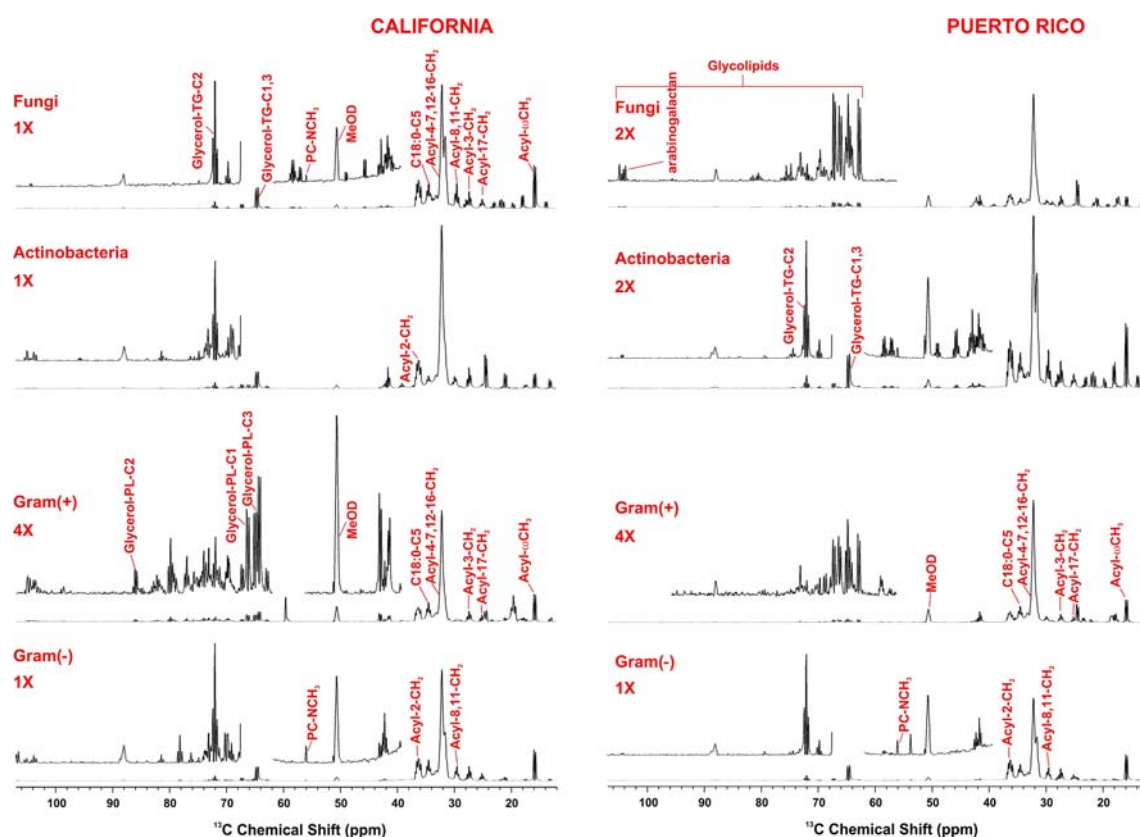 CALIFORNIA
Fungi
1X
Glycerol-TG-C2
Glycerol-TG-C1,3
PC-NCH₃
MeOD
C18:0-C5
Acyl-4-7,12-16-CH₂
Acyl-8,11-CH₂
Acyl-3-CH₂
Acyl-17-CH₂
Acyl-ωCH₃
Actinobacteria
1X
Acyl-2-CH₂
Gram(+)
4X
Glycerol-PL-C2
Glycerol-PL-C1
Glycerol-PL-C3
MeOD
C18:0-C5
Acyl-4-7,12-16-CH₂
Acyl-3-CH₂
Acyl-17-CH₂
Acyl-ωCH₃
Gram(-)
1X
PC-NCH₃
Acyl-2-CH₂
Acyl-8,11-CH₂
100 90 80 70 60 50 40 30 20
¹³C Chemical Shift (ppm)
PUERTO RICO
Glycolipids
Fungi
2X
arabinogalactan
Actinobacteria
2X
Glycerol-TG-C2
Glycerol-TG-C1,3
Gram(+)
4X
MeOD
C18:0-C5
Acyl-4-7,12-16-CH₂
Acyl-3-CH₂
Acyl-17-CH₂
Acyl-ωCH₃
Gram(-)
1X
PC-NCH₃
Acyl-2-CH₂
Acyl-8,11-CH₂
100 90 80 70 60 50 40 30 20
¹³C Chemical Shift (ppm)